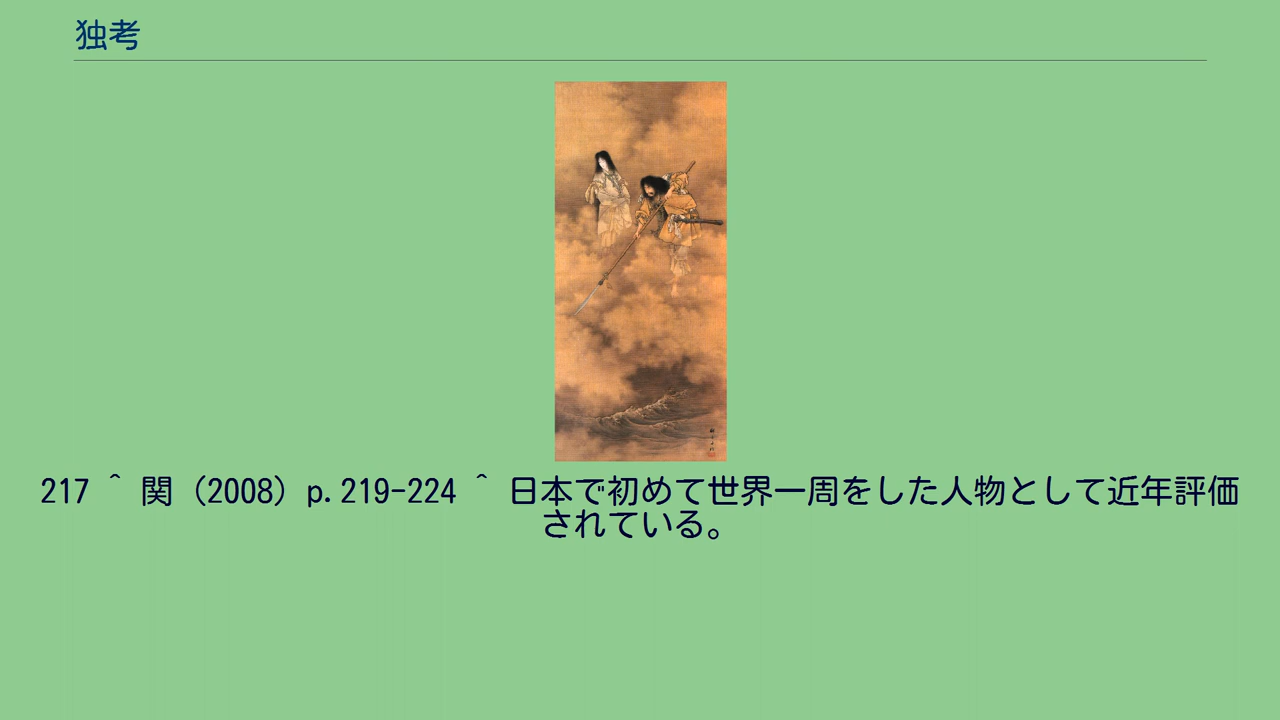 独考
217 ^ 関（2008）p.219-224 ^ 日本で初めて世界一周をした人物として近年評価
されている。